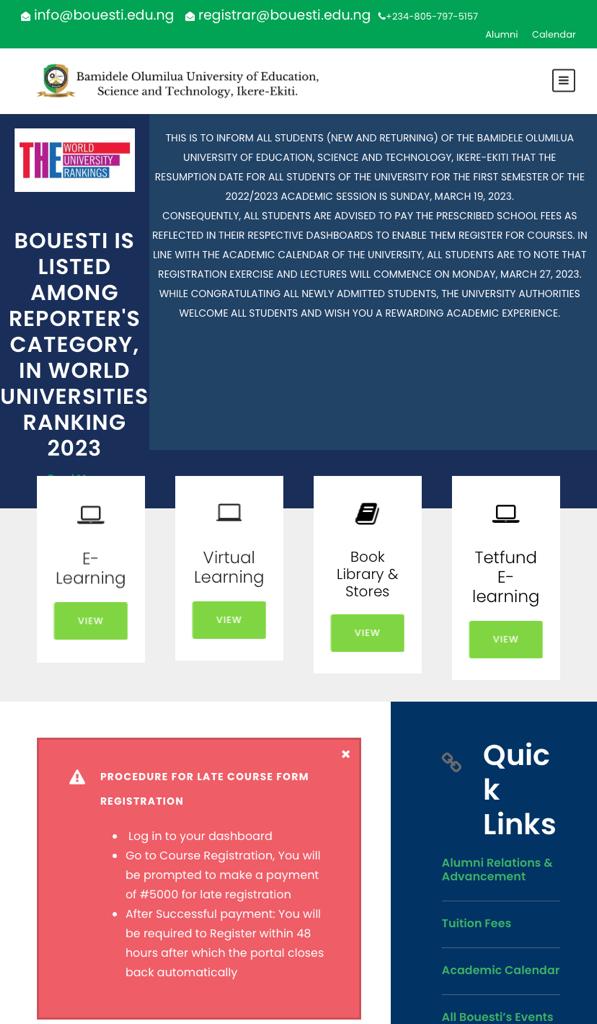 info@bouesti.edu.ng registrar@bouesti.edu.ng +234-805-797-5157
Alumni Calendar
Bamidele Olumilua University of Education,
Science and Technology, Ikere-Ekiti.
THE WORLD
UNIVERSITY
RANKINGS
BOUESTI IS
LISTED
AMONG
REPORTER'S
CATEGORY,
IN WORLD
UNIVERSITIES
RANKING
2023
THIS IS TO INFORM ALL STUDENTS (NEW AND RETURNING) OF THE BAMIDELE OLUMILUA
UNIVERSITY OF EDUCATION, SCIENCE AND TECHNOLOGY, IKERE-EKITI THAT THE
RESUMPTION DATE FOR ALL STUDENTS OF THE UNIVERSITY FOR THE FIRST SEMESTER OF THE
2022/2023 ACADEMIC SESSION IS SUNDAY, MARCH 19, 2023.
CONSEQUENTLY, ALL STUDENTS ARE ADVISED TO PAY THE PRESCRIBED SCHOOL FEES AS
REFLECTED IN THEIR RESPECTIVE DASHBOARDS TO ENABLE THEM REGISTER FOR COURSES. IN
LINE WITH THE ACADEMIC CALENDAR OF THE UNIVERSITY, ALL STUDENTS ARE TO NOTE THAT
REGISTRATION EXERCISE AND LECTURES WILL COMMENCE ON MONDAY, MARCH 27, 2023.
WHILE CONGRATULATING ALL NEWLY ADMITTED STUDENTS, THE UNIVERSITY AUTHORITIES
WELCOME ALL STUDENTS AND WISH YOU A REWARDING ACADEMIC EXPERIENCE.
E-
Learning
VIEW
Virtual
Learning
VIEW
Book
Library &
Stores
VIEW
Tetfund
E-
learning
VIEW
PROCEDURE FOR LATE COURSE FORM
REGISTRATION
Log in to your dashboard
Go to Course Registration, You will
be prompted to make a payment
of #5000 for late registration
After Successful payment: You will
be required to Register within 48
hours after which the portal closes
back automatically
Quic
k
Links
Alumni Relations &
Advancement
Tuition Fees
Academic Calendar
All Bouesti's Events